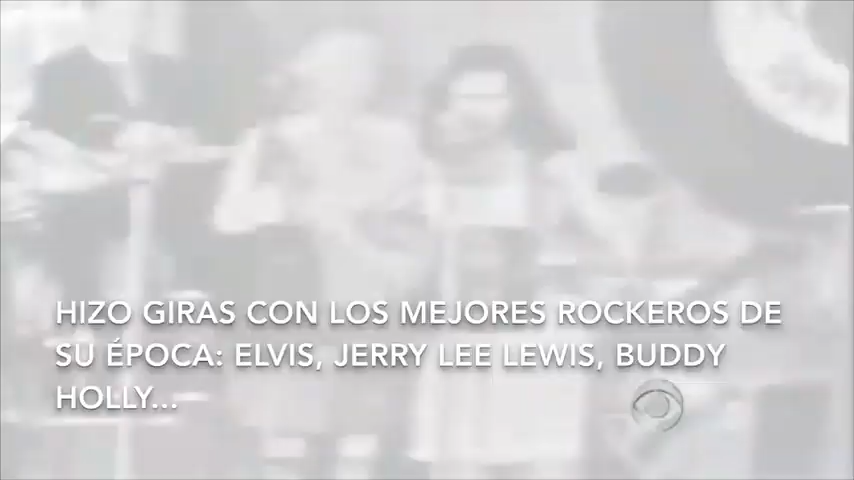 HIZO GIRAS CON LOS MEJORES ROCKEROS DE
SU ÉPOCA: ELVIS, JERRY LEE LEWIS, BUDDY
HOLLY...